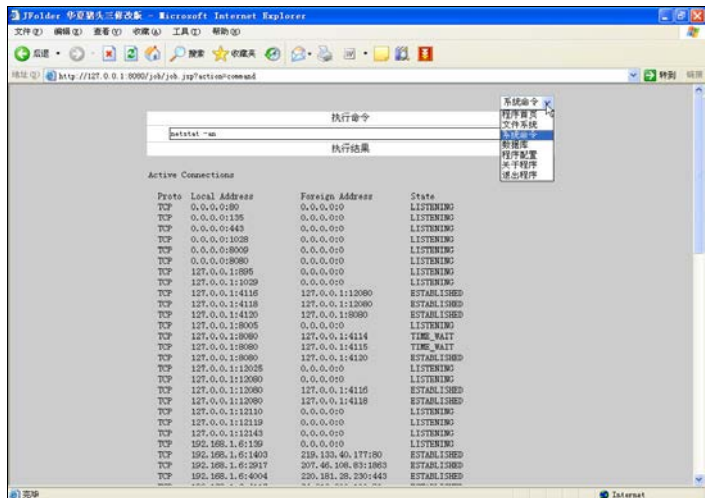 JFolder 华夏猪头三修改版 - Microsoft Internet Explorer
文件(F) 编辑(E) 查看(V) 收藏(A) 工具(T) 帮助(H)
后退 搜索 收藏夹
地址(D) http://127.0.0.1:8080/job/job.jsp?action=command 转到 链接
系统命令
程序首页
文件系统
系统命令
数据库
程序配置
关于程序
退出程序
执行命令
netstat -an
执行结果
Active Connections
Proto Local Address Foreign Address State
TCP 0.0.0.0:80 0.0.0.0:0 LISTENING
TCP 0.0.0.0:135 0.0.0.0:0 LISTENING
TCP 0.0.0.0:443 0.0.0.0:0 LISTENING
TCP 0.0.0.0:1028 0.0.0.0:0 LISTENING
TCP 0.0.0.0:8009 0.0.0.0:0 LISTENING
TCP 0.0.0.0:8080 0.0.0.0:0 LISTENING
TCP 127.0.0.1:895 0.0.0.0:0 LISTENING
TCP 127.0.0.1:1029 0.0.0.0:0 LISTENING
TCP 127.0.0.1:4116 127.0.0.1:12080 ESTABLISHED
TCP 127.0.0.1:4118 127.0.0.1:12080 ESTABLISHED
TCP 127.0.0.1:4120 127.0.0.1:8080 ESTABLISHED
TCP 127.0.0.1:8005 0.0.0.0:0 LISTENING
TCP 127.0.0.1:8080 127.0.0.1:4114 TIME_WAIT
TCP 127.0.0.1:8080 127.0.0.1:4115 TIME_WAIT
TCP 127.0.0.1:8080 127.0.0.1:4120 ESTABLISHED
TCP 127.0.0.1:12025 0.0.0.0:0 LISTENING
TCP 127.0.0.1:12080 0.0.0.0:0 LISTENING
TCP 127.0.0.1:12080 127.0.0.1:4116 ESTABLISHED
TCP 127.0.0.1:12080 127.0.0.1:4118 ESTABLISHED
TCP 127.0.0.1:12110 0.0.0.0:0 LISTENING
TCP 127.0.0.1:12119 0.0.0.0:0 LISTENING
TCP 127.0.0.1:12143 0.0.0.0:0 LISTENING
TCP 192.168.1.6:139 0.0.0.0:0 LISTENING
TCP 192.168.1.6:1403 219.133.40.177:80 ESTABLISHED
TCP 192.168.1.6:2917 207.46.108.83:1863 ESTABLISHED
TCP 192.168.1.6:4004 220.181.28.230:443 ESTABLISHED
完毕 Internet